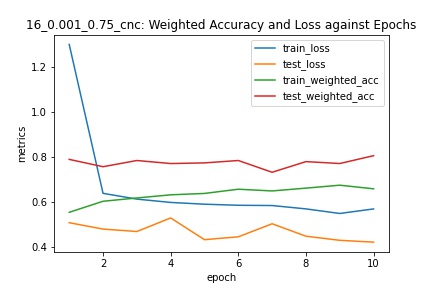 16_0.001_0.75_cnc: Weighted Accuracy and Loss against Epochs
train_loss
test_loss
train_weighted_acc
test_weighted_acc
metrics
1.2
1.0
0.8
0.6
0.4
2 4 6 8 10
epoch